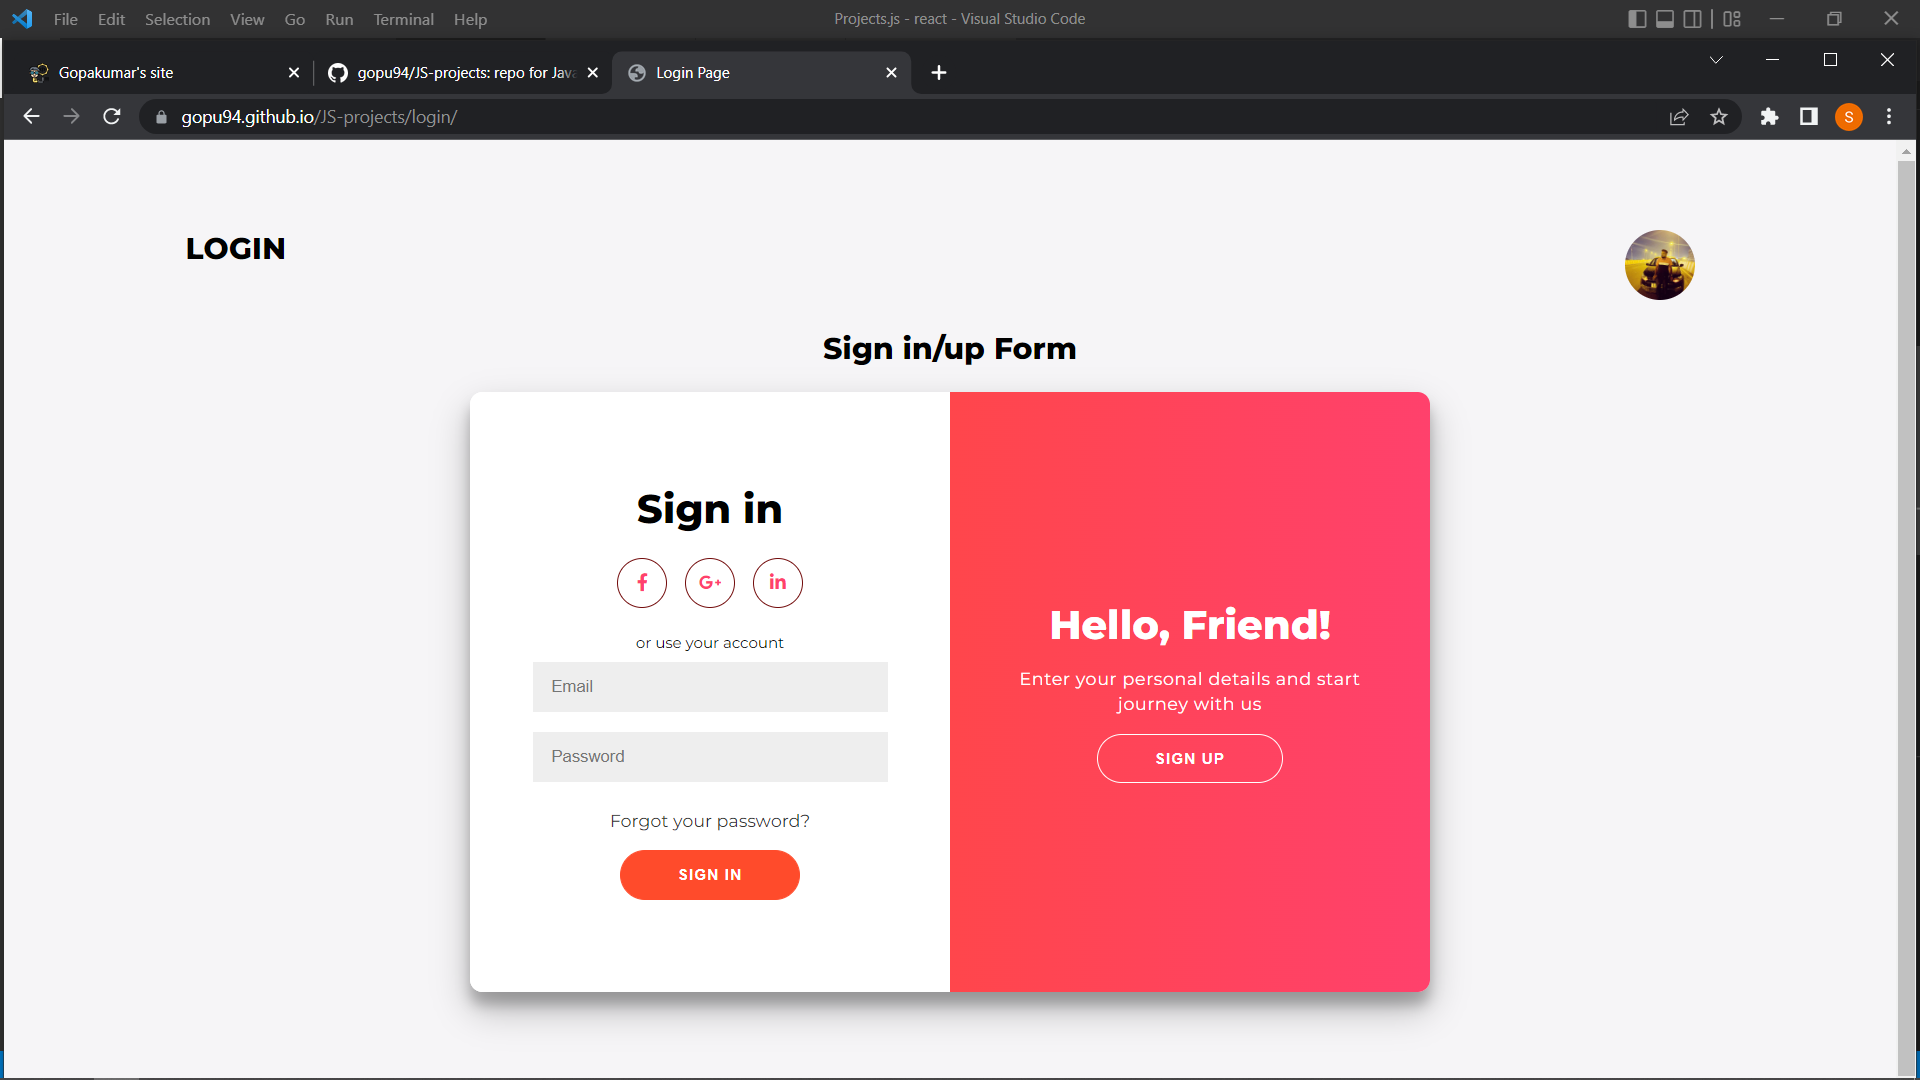 File Edit Selection View Go Run Terminal Help
Projects.js - react - Visual Studio Code
Gopakumar's site
gopu94/JS-projects: repo for Java
Login Page
gopu94.github.io/JS-projects/login/
S
LOGIN
Sign in/up Form
Sign in
f G+ in
or use your account
Email
Password
Forgot your password?
SIGN IN
Hello, Friend!
Enter your personal details and start
journey with us
SIGN UP